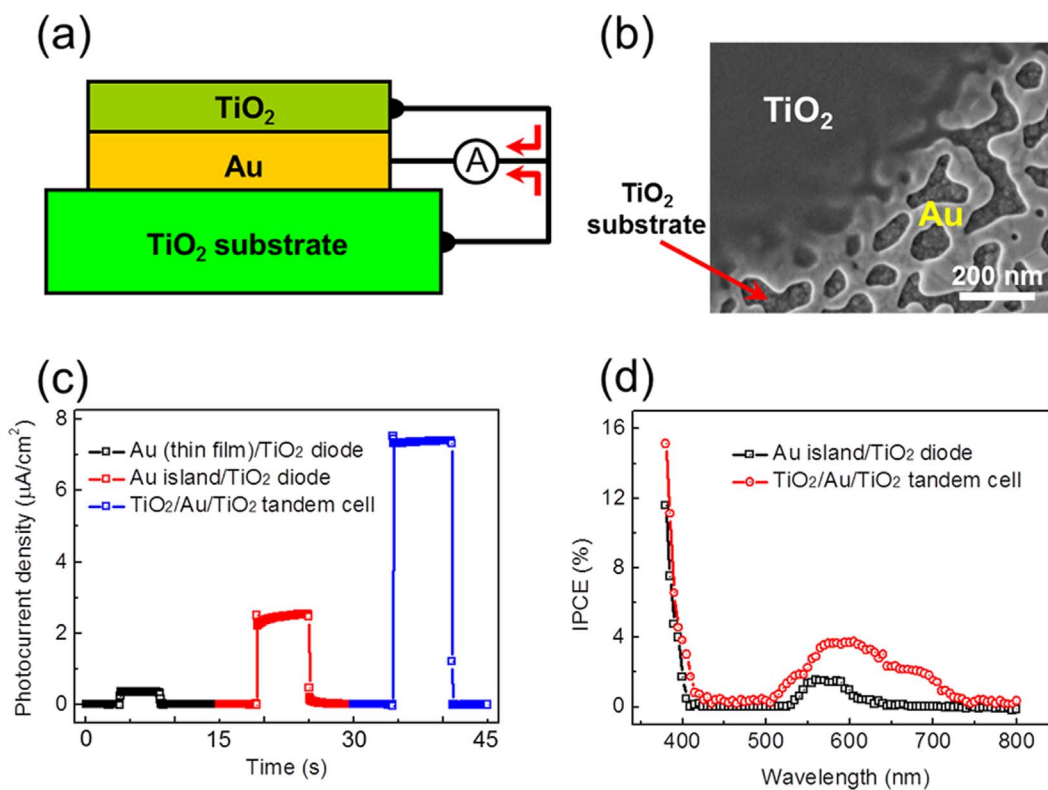 (a)
TiO₂
Au
TiO₂ substrate
A
(b)
TiO₂
TiO₂
substrate
Au
200 nm
(c)
Photocurrent density (µA/cm²)
8
6
4
2
0
Au (thin film)/TiO₂ diode
Au island/TiO₂ diode
TiO₂/Au/TiO₂ tandem cell
0 15 30 45
Time (s)
(d)
IPCE (%)
16
12
8
4
0
Au island/TiO₂ diode
TiO₂/Au/TiO₂ tandem cell
400 500 600 700 800
Wavelength (nm)